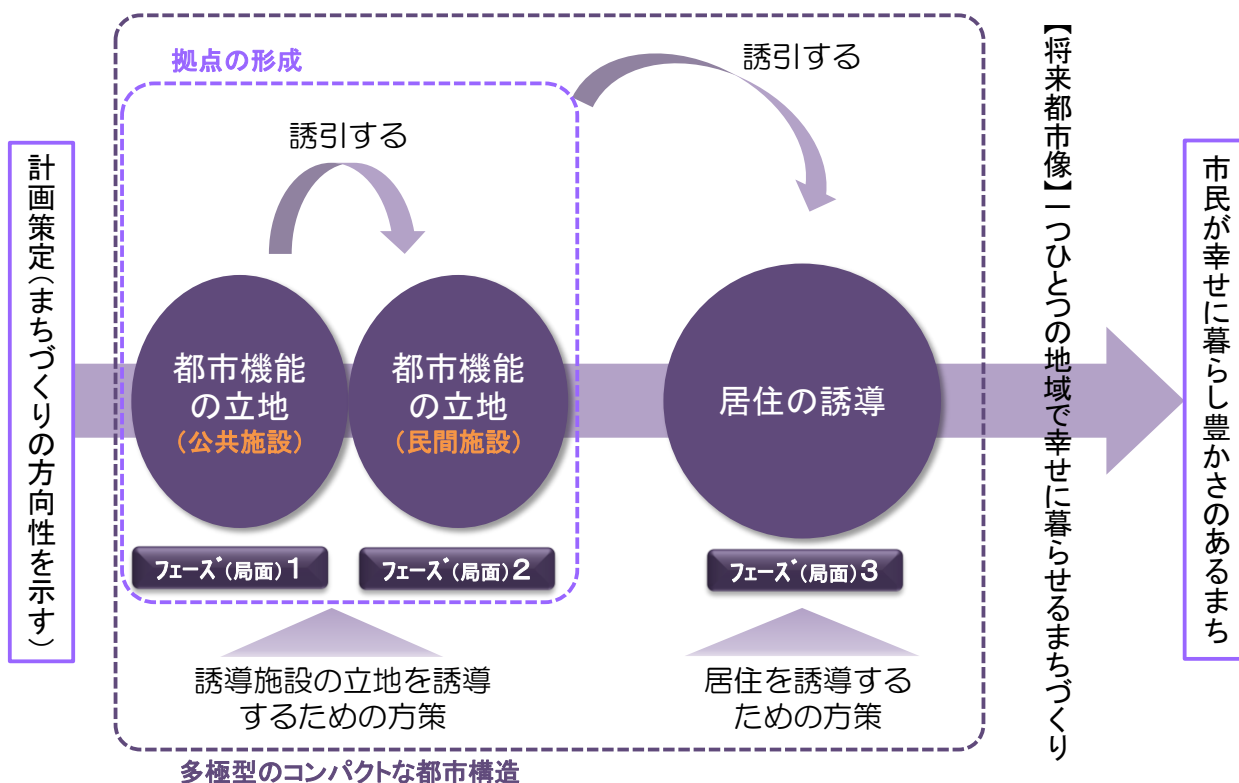 計画策定（まちづくりの方向性を示す）
拠点の形成
誘引する
誘引する
都市機能
の立地
（公共施設）
都市機能
の立地
（民間施設）
居住の誘導
フェーズ（局面）1
フェーズ（局面）2
フェーズ（局面）3
誘導施設の立地を誘導
するための方策
居住を誘導する
ための方策
多極型のコンパクトな都市構造
【将来都市像】一つひとつの地域で幸せに暮らせるまちづくり
市民が幸せに暮らし豊かさのあるまち